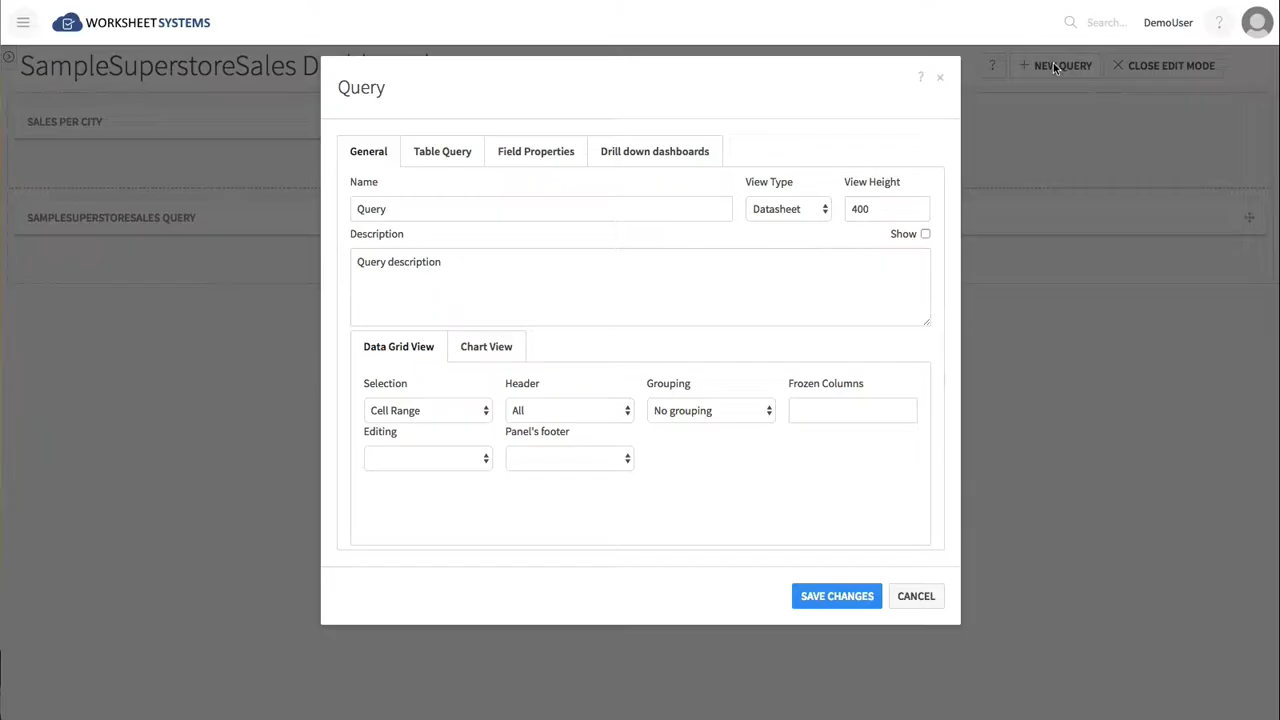 WORKSHEETSYSTEMS
Search...
DemoUser
?
SampleSuperstoreSales D
?
+ NEW QUERY
CLOSE EDIT MODE
SALES PER CITY
SAMPLESUPERSTORESALES QUERY
Query
?
×
General
Table Query
Field Properties
Drill down dashboards
Name
View Type
View Height
Query
Datasheet
400
Description
Show
Query description
Data Grid View
Chart View
Selection
Header
Grouping
Frozen Columns
Cell Range
All
No grouping
Editing
Panel's footer
SAVE CHANGES
CANCEL